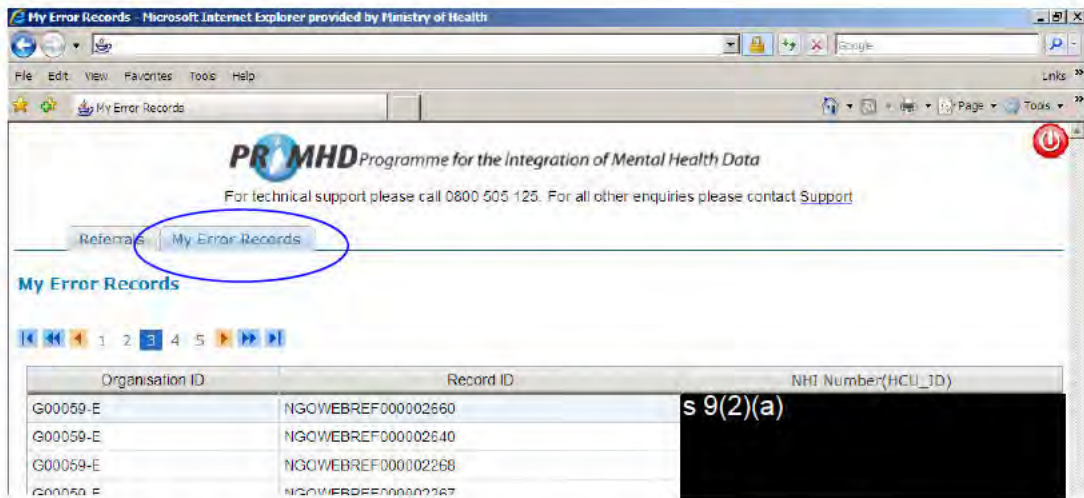 My Error Records - Microsoft Internet Explorer provided by Ministry of Health
Google
File Edit View Favorites Tools Help Links »
My Error Records Page Tools »
PRIMHD Programme for the Integration of Mental Health Data
For technical support please call 0800 505 125. For all other enquiries please contact Support
Referrals My Error Records
My Error Records
1 2 3 4 5
Organisation ID Record ID NHI Number(HCU_ID)
G00059-E NGOWEBREF000002660 s 9(2)(a)
G00059-E NGOWEBREF000002640
G00059-E NGOWEBREF000002268
G00059-E NGOWEBREF000002267